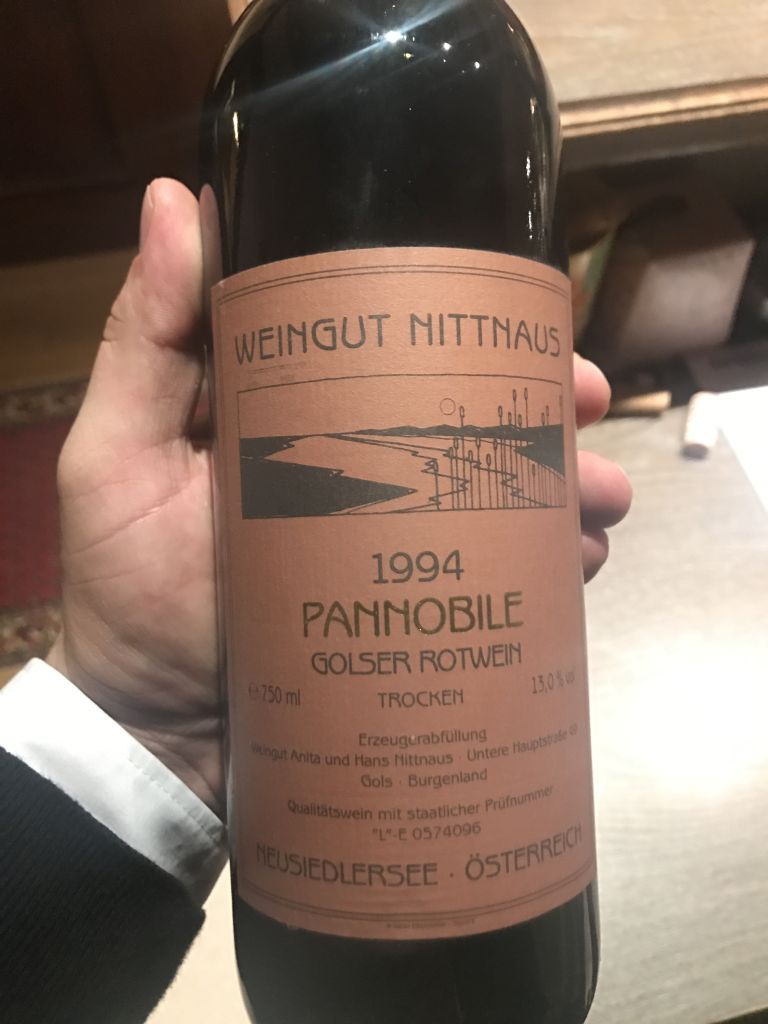 WEINGUT NITTNAUS
1994
PANNOBILE
GOLSER ROTWEIN
℮ 750 ml
TROCKEN
13,0 % vol
Erzeugerabfüllung
Weingut Anita und Hans Nittnaus · Untere Hauptstraße 49
Gols · Burgenland
Qualitätswein mit staatlicher Prüfnummer
"L"-E 0574096
NEUSIEDLERSEE · ÖSTERREICH